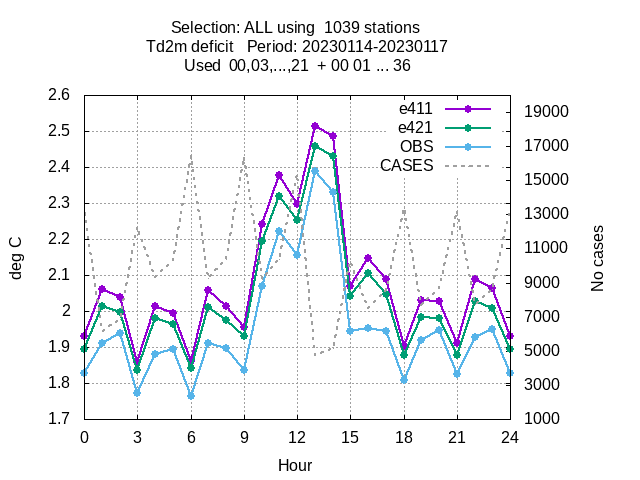 Selection: ALL using  1039 stations
Td2m deficit   Period: 20230114-20230117
Used  00,03,...,21  + 00 01 ... 36
e411
e421
OBS
CASES
deg C
2.6
2.5
2.4
2.3
2.2
2.1
2
1.9
1.8
1.7
19000
17000
15000
13000
11000
9000
7000
5000
3000
1000
No cases
0 3 6 9 12 15 18 21 24
Hour